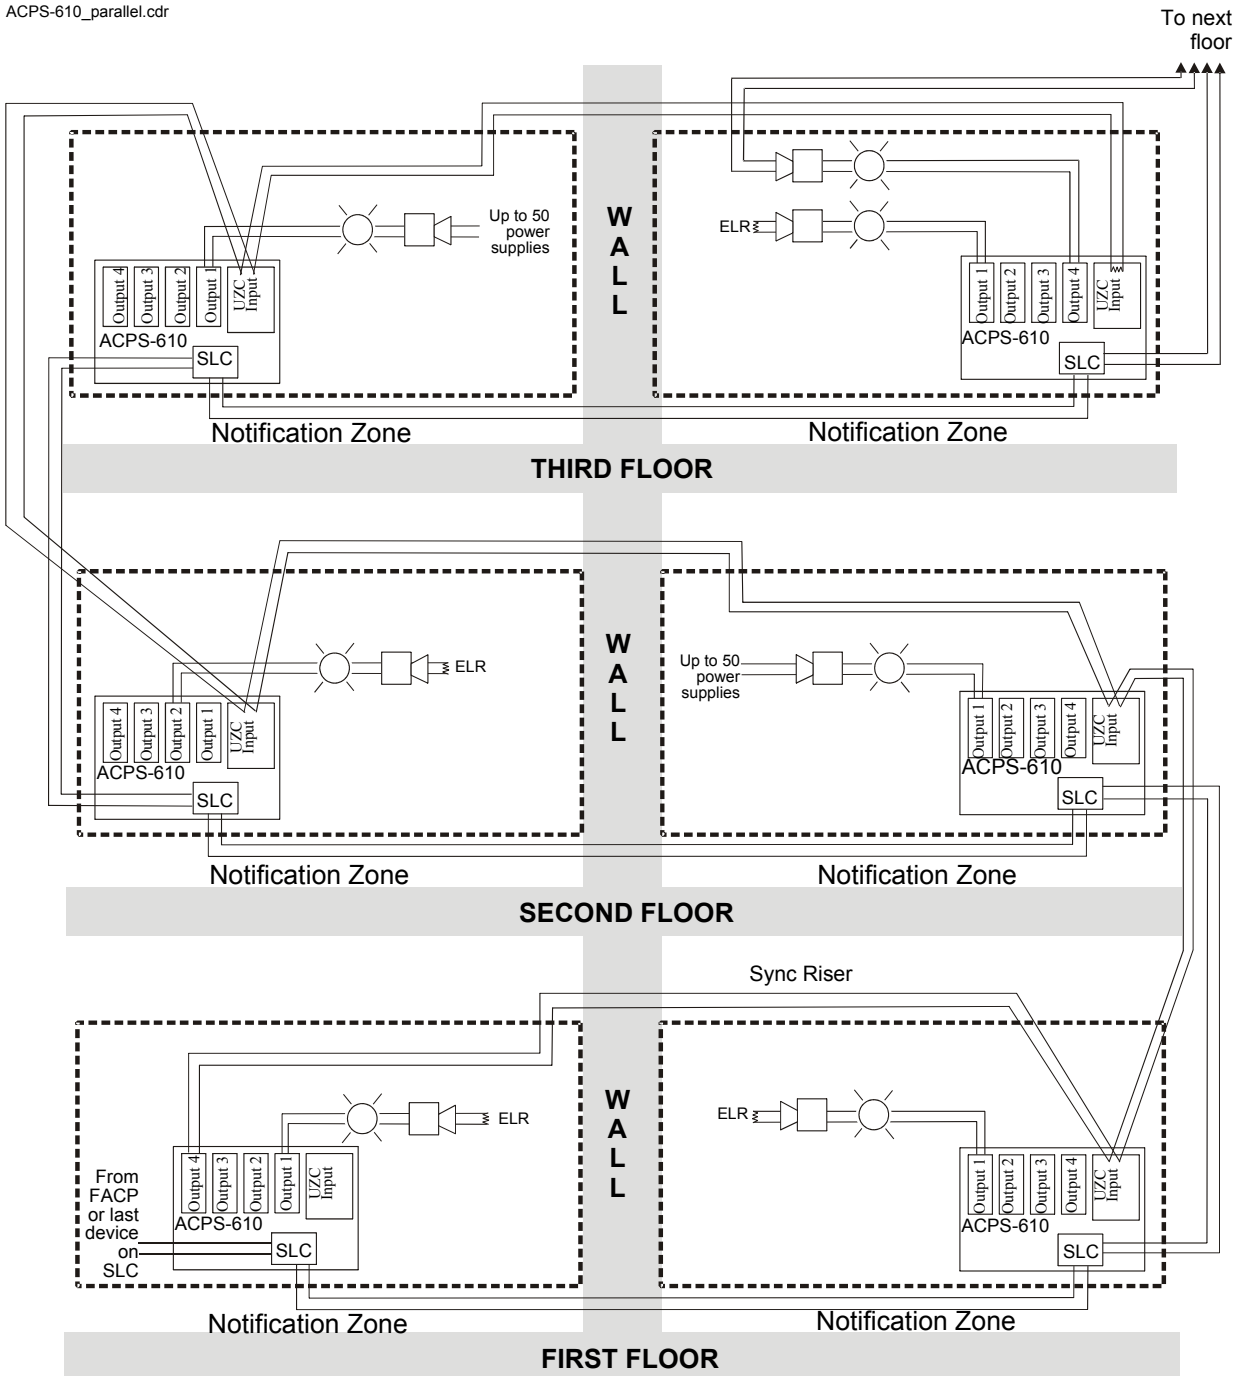 ACPS-610_parallel.cdr
To next
floor
Up to 50
power
supplies
ELR
W
A
L
L
Output 4
Output 3
Output 2
Output 1
UZC
Input
ACPS-610
SLC
Output 1
Output 2
Output 3
Output 4
UZC
Input
ACPS-610
SLC
Notification Zone
Notification Zone
THIRD FLOOR
ELR
W
A
L
L
Up to 50
power
supplies
Output 4
Output 3
Output 2
Output 1
UZC
Input
ACPS-610
SLC
Output 1
Output 2
Output 3
Output 4
UZC
Input
ACPS-610
SLC
Notification Zone
Notification Zone
SECOND FLOOR
Sync Riser
ELR
W
A
L
L
ELR
From
FACP
or last
device
on
SLC
Output 4
Output 3
Output 2
Output 1
UZC
Input
ACPS-610
SLC
Output 1
Output 2
Output 3
Output 4
UZC
Input
ACPS-610
SLC
Notification Zone
Notification Zone
FIRST FLOOR